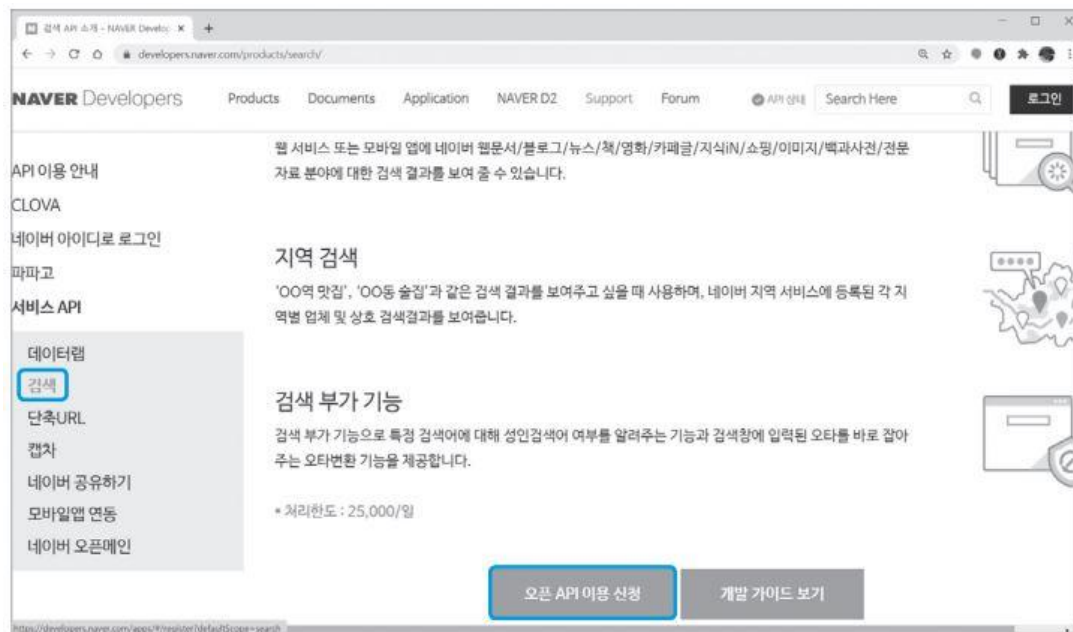 검색 API 소개 - NAVER Develop
developers.naver.com/products/search/
NAVER Developers Products Documents Application NAVER D2 Support Forum API 상태 Search Here 로그인
API 이용 안내
CLOVA
네이버 아이디로 로그인
파파고
서비스 API
데이터랩
검색
단축URL
캡차
네이버 공유하기
모바일앱 연동
네이버 오픈메인
웹 서비스 또는 모바일 앱에 네이버 웹문서/블로그/뉴스/책/영화/카페글/지식iN/쇼핑/이미지/백과사전/전문
자료 분야에 대한 검색 결과를 보여 줄 수 있습니다.
지역 검색
'OO역 맛집', 'OO동 술집'과 같은 검색 결과를 보여주고 싶을 때 사용하며, 네이버 지역 서비스에 등록된 각 지
역별 업체 및 상호 검색결과를 보여줍니다.
검색 부가 기능
검색 부가 기능으로 특정 검색어에 대해 성인검색어 여부를 알려주는 기능과 검색창에 입력된 오타를 바로 잡아
주는 오타변환 기능을 제공합니다.
• 처리한도 : 25,000/일
오픈 API 이용 신청 개발 가이드 보기
https://developers.naver.com/apps/#/register?defaultScope=search